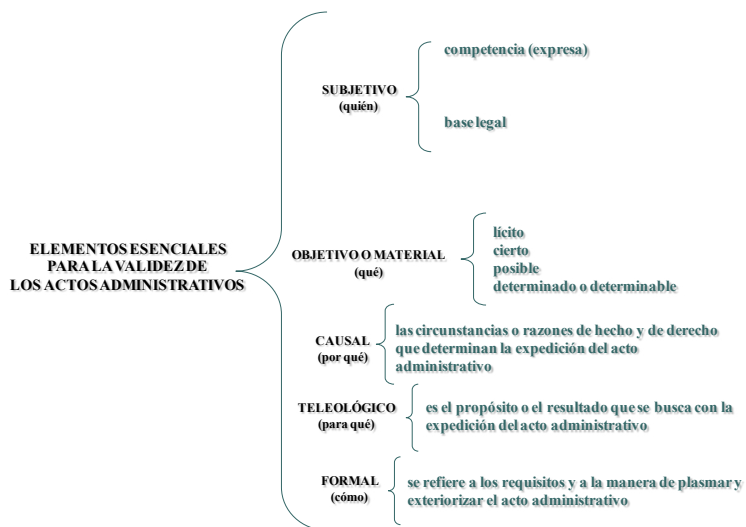 ELEMENTOS ESENCIALES
PARA LA VALIDEZ DE
LOS ACTOS ADMINISTRATIVOS
SUBJETIVO
(quién)
competencia (expresa)
base legal
OBJETIVO O MATERIAL
(qué)
lícito
cierto
posible
determinado o determinable
CAUSAL
(por qué)
las circunstancias o razones de hecho y de derecho
que determinan la expedición del acto
administrativo
TELEOLÓGICO
(para qué)
es el propósito o el resultado que se busca con la
expedición del acto administrativo
FORMAL
(cómo)
se refiere a los requisitos y a la manera de plasmar y
exteriorizar el acto administrativo